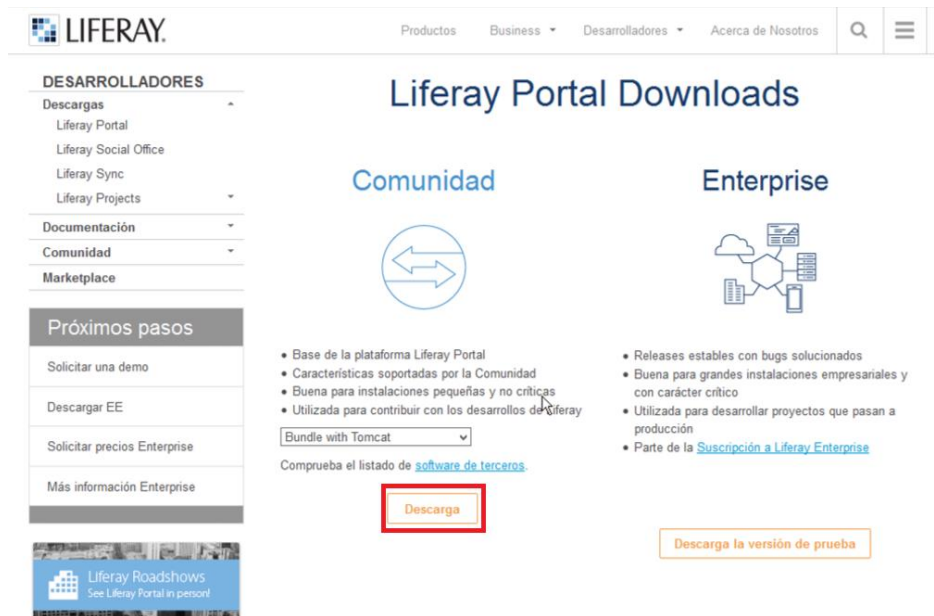 LIFERAY.
Productos
Business
Desarrolladores
Acerca de Nosotros
DESARROLLADORES
Descargas
Liferay Portal
Liferay Social Office
Liferay Sync
Liferay Projects
Documentación
Comunidad
Marketplace
Próximos pasos
Solicitar una demo
Descargar EE
Solicitar precios Enterprise
Más información Enterprise
Liferay Roadshows
See Liferay Portal in person!
Liferay Portal Downloads
Comunidad
• Base de la plataforma Liferay Portal
• Características soportadas por la Comunidad
• Buena para instalaciones pequeñas y no críticas
• Utilizada para contribuir con los desarrollos de Liferay
Bundle with Tomcat
Comprueba el listado de software de terceros.
Descarga
Enterprise
• Releases estables con bugs solucionados
• Buena para grandes instalaciones empresariales y
con carácter crítico
• Utilizada para desarrollar proyectos que pasan a
producción
• Parte de la Suscripción a Liferay Enterprise
Descarga la versión de prueba